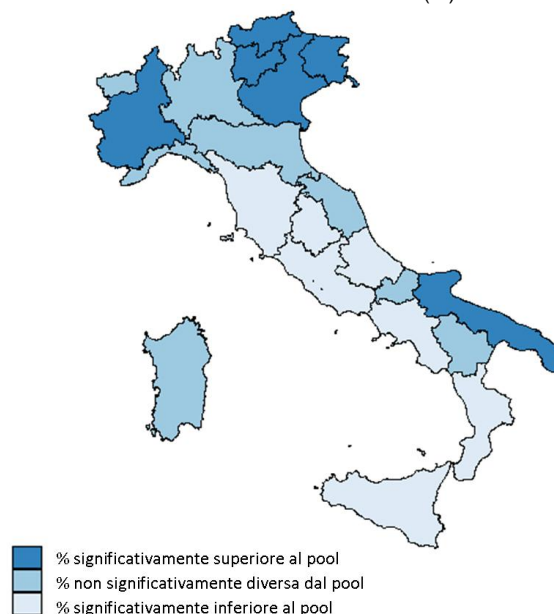 % significativamente superiore al pool
% non significativamente diversa dal pool
% significativamente inferiore al pool